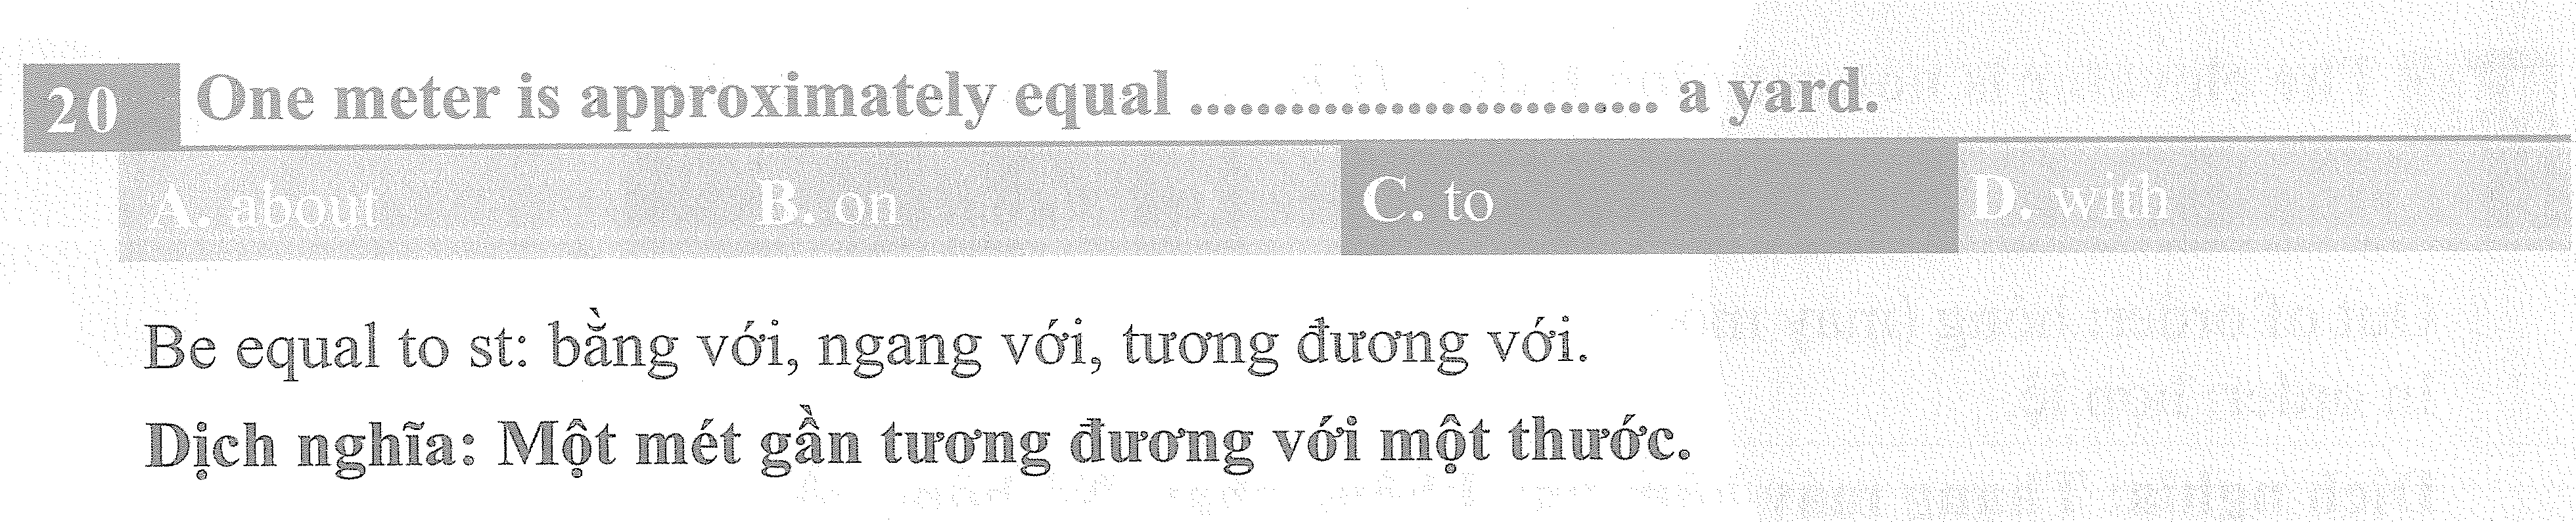 20 One meter is approximately equal ............................ a yard.
A. about B. on C. to D. with
Be equal to st: bằng với, ngang với, tương đương với.
Dịch nghĩa: Một mét gần tương đương với một thước.